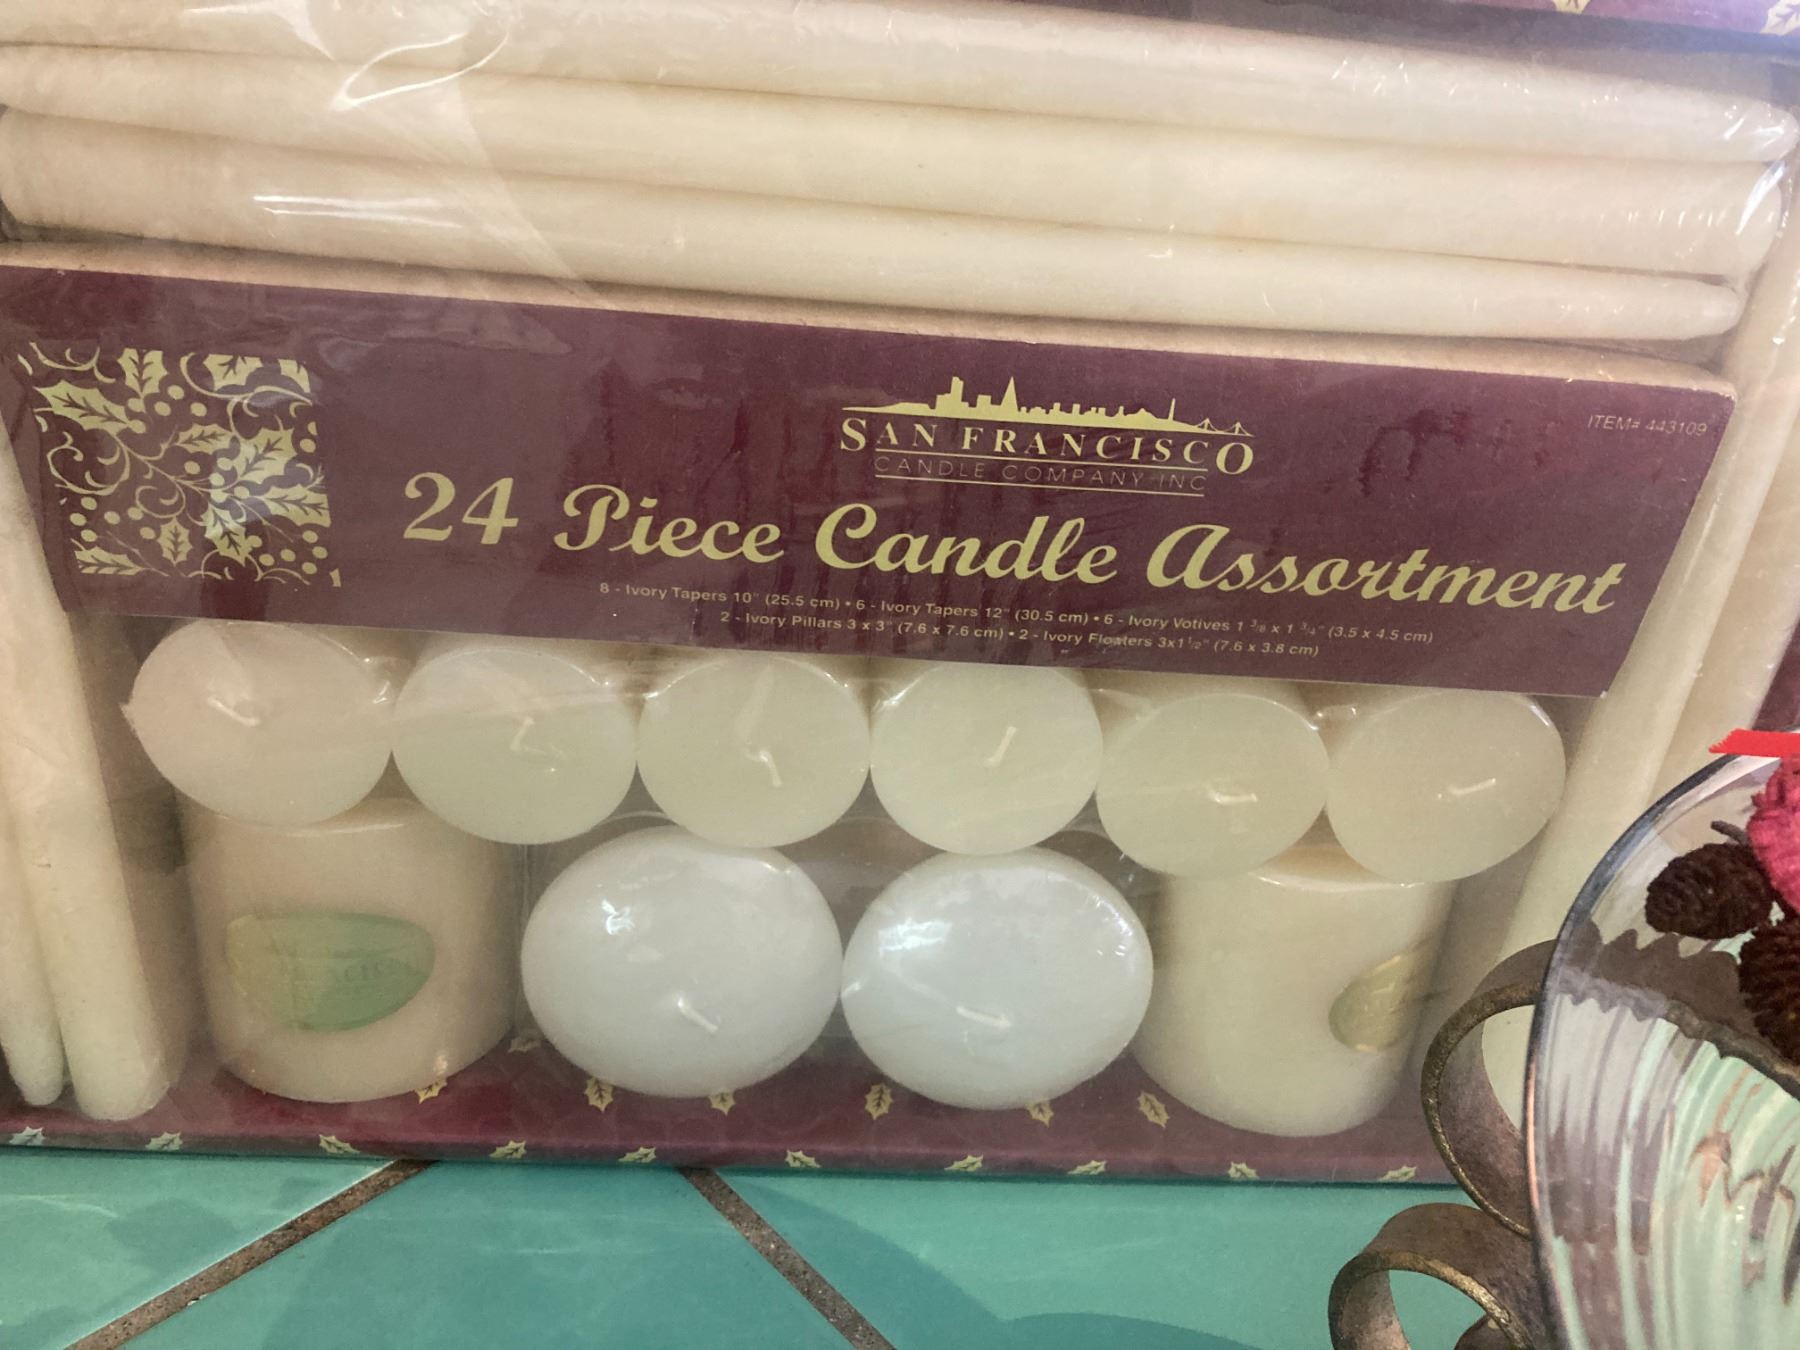 ITEM# 443109
SAN FRANCISCO
CANDLE COMPANY INC
24 Piece Candle Assortment
8 - Ivory Tapers 10" (25.5 cm) • 6 - Ivory Tapers 12" (30.5 cm) • 6 - Ivory Votives 1 3/8 x 1 3/4" (3.5 x 4.5 cm)
2 - Ivory Pillars 3 x 3" (7.6 x 7.6 cm) • 2 - Ivory Floaters 3x1 1/2" (7.6 x 3.8 cm)